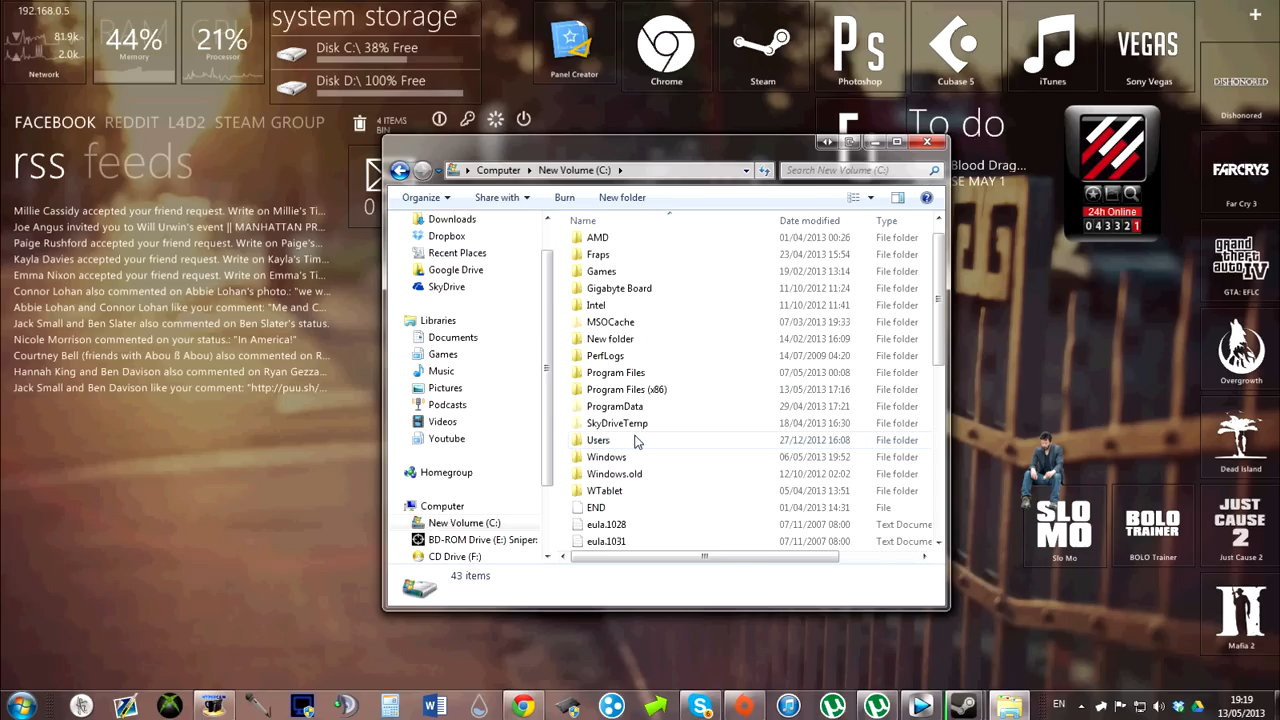 192.168.0.5
81.9k
2.0k
Network
RAM
44%
Memory
CPU
21%
Processor
system storage
Disk C:\ 38% Free
Disk D:\ 100% Free
Panel Creator
Chrome
Steam
Ps
Photoshop
Cubase 5
iTunes
VEGAS
Sony Vegas
DISHONORED
Dishonored
FACEBOOK REDDIT L4D2 STEAM GROUP
4 ITEMS
BIN
rss feeds
0
To do
Blood Drag...
SE MAY 1
24h Online
043321
FARCRY3
Far Cry 3
grand theft auto IV
GTA: EFLC
Overgrowth
Dead Island
SLO MO
Slo Mo
BOLO TRAINER
BOLO Trainer
JUST CAUSE 2
Just Cause 2
Mafia 2
Millie Cassidy accepted your friend request. Write on Millie's Ti...
Joe Angus invited you to Will Urwin's event || MANHATTAN PR...
Paige Rushford accepted your friend request. Write on Paige's...
Kayla Davies accepted your friend request. Write on Kayla's Tim...
Emma Nixon accepted your friend request. Write on Emma's Ti...
Connor Lohan also commented on Abbie Lohan's photo.: "we w...
Abbie Lohan and Connor Lohan like your comment: "Me and C...
Jack Small and Ben Slater also commented on Ben Slater's status.
Nicole Morrison commented on your status.: "In America!"
Courtney Bell (friends with Abou ß Abou) also commented on R...
Hannah King and Ben Davison also commented on Ryan Gezza...
Jack Small and Ben Davison like your comment: "http://puu.sh/...
Computer New Volume (C:)
Search New Volume (C:)
Organize Share with Burn New folder
Downloads
Dropbox
Recent Places
Google Drive
SkyDrive
Libraries
Documents
Games
Music
Pictures
Podcasts
Videos
Youtube
Homegroup
Computer
New Volume (C:)
BD-ROM Drive (E:) Sniper:
CD Drive (F:)
Name Date modified Type
AMD 01/04/2013 00:26 File folder
Fraps 23/04/2013 15:54 File folder
Games 19/02/2013 13:14 File folder
Gigabyte Board 11/10/2012 11:24 File folder
Intel 11/10/2012 11:41 File folder
MSOCache 07/03/2013 19:33 File folder
New folder 14/02/2013 16:09 File folder
PerfLogs 14/07/2009 04:20 File folder
Program Files 07/05/2013 00:08 File folder
Program Files (x86) 13/05/2013 17:16 File folder
ProgramData 29/04/2013 17:21 File folder
SkyDriveTemp 18/04/2013 16:30 File folder
Users 27/12/2012 16:08 File folder
Windows 06/05/2013 19:52 File folder
Windows.old 12/10/2012 02:02 File folder
WTablet 05/04/2013 13:51 File folder
END 01/04/2013 14:31 File
eula.1028 07/11/2007 08:00 Text Docume
eula.1031 07/11/2007 08:00 Text Docume
43 items
EN
19:19
13/05/2013